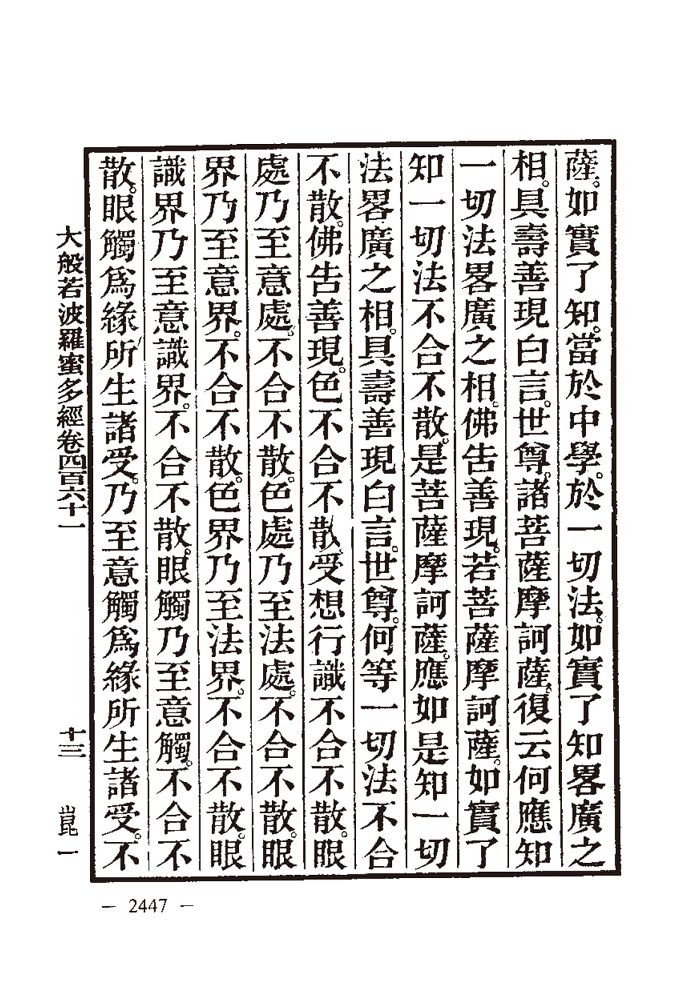 薩。如實了知。當於中學。於一切法。如實了知畧廣之
相。具壽善現白言。世尊。諸菩薩摩訶薩。復云何應知
一切法畧廣之相。佛告善現。若菩薩摩訶薩。如實了
知一切法不合不散。是菩薩摩訶薩。應如是知一切
法畧廣之相。具壽善現白言。世尊。何等一切法不合
不散。佛告善現。色不合不散。受想行識不合不散。眼
處乃至意處。不合不散。色處乃至法處。不合不散。眼
界乃至意界。不合不散。色界乃至法界。不合不散。眼
識界乃至意識界。不合不散。眼觸乃至意觸。不合不
散。眼觸爲緣所生諸受。乃至意觸爲緣所生諸受。不
大般若波羅蜜多經卷四百六十一 十三 崑一
— 2447 —